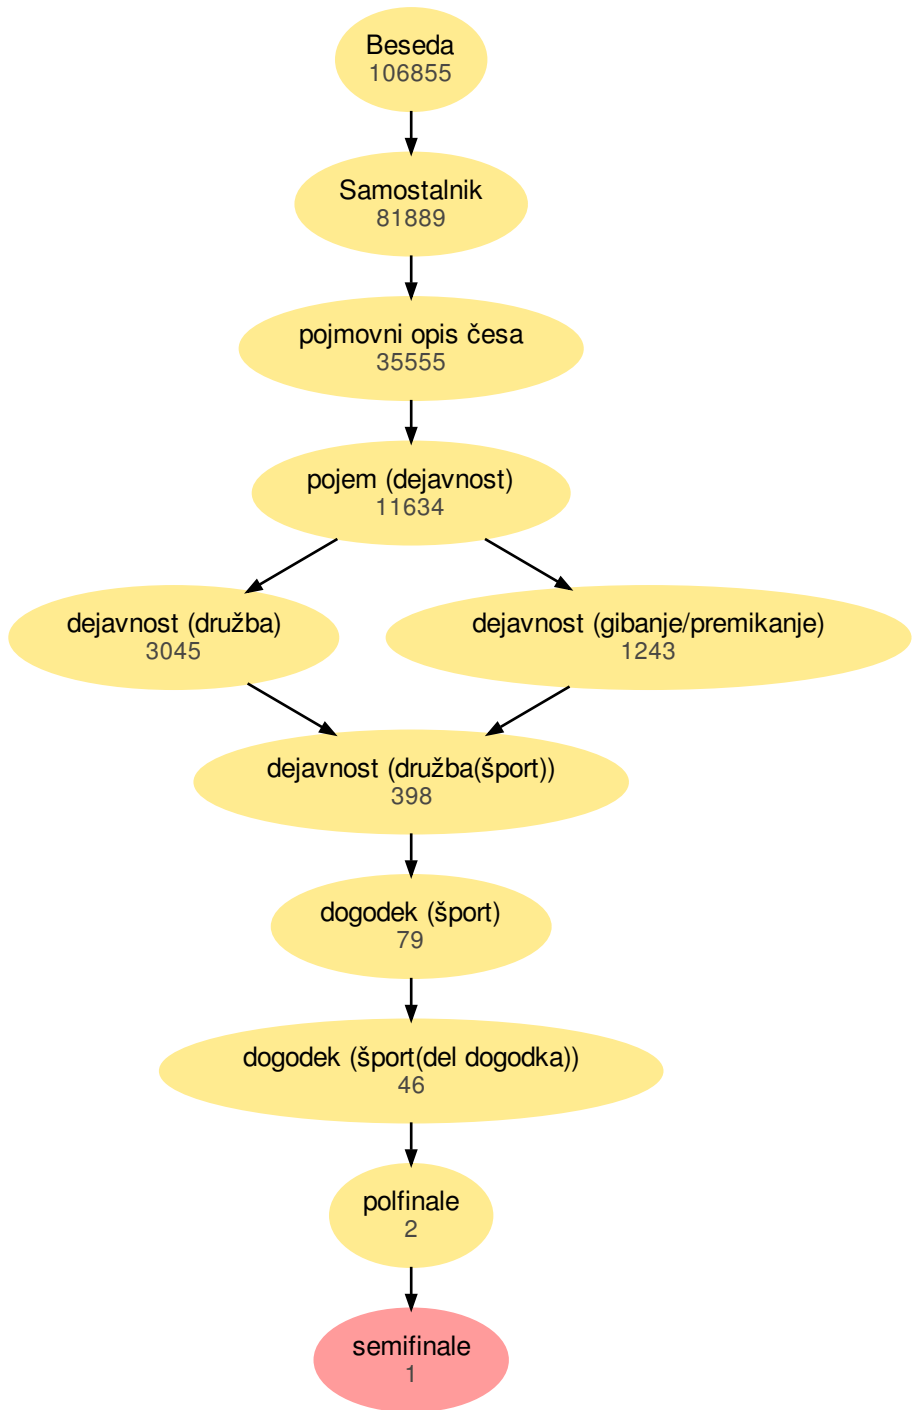 Beseda
106855
Samostalnik
81889
pojmovni opis česa
35555
pojem (dejavnost)
11634
dejavnost (družba)
3045
dejavnost (gibanje/premikanje)
1243
dejavnost (družba(šport))
398
dogodek (šport)
79
dogodek (šport(del dogodka))
46
polfinale
2
semifinale
1